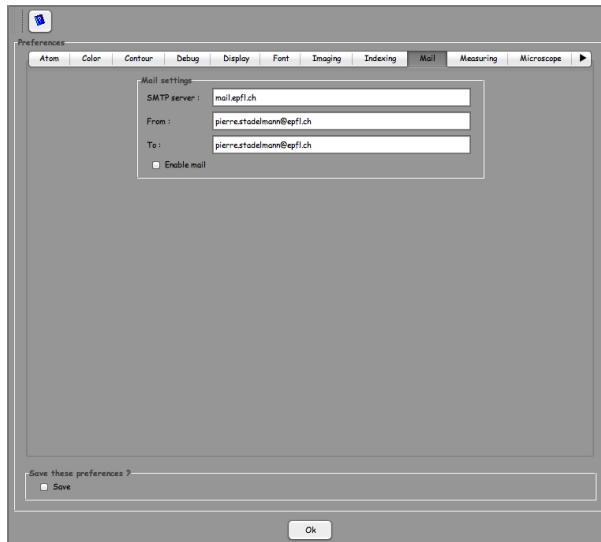 Preferences
Atom Color Contour Debug Display Font Imaging Indexing Mail Measuring Microscope
Mail settings
SMTP server : mail.epfl.ch
From : pierre.stadelmann@epfl.ch
To : pierre.stadelmann@epfl.ch
Enable mail
Save these preferences ?
Save
Ok